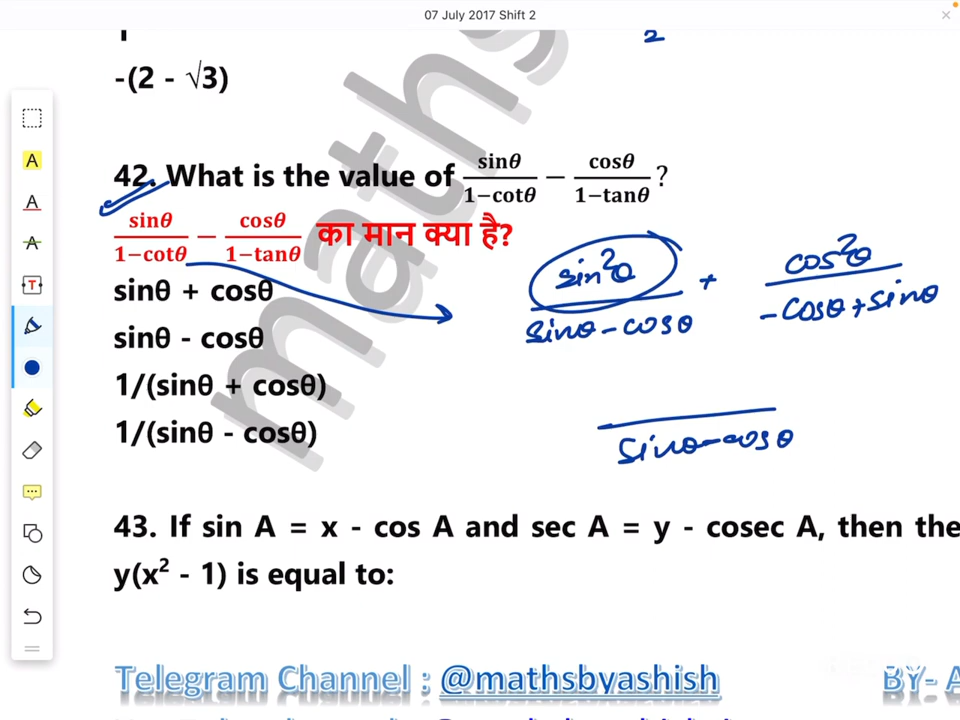 07 July 2017 Shift 2
2
-(2 - √3)
maths
42. What is the value of sinθ/1−cotθ − cosθ/1−tanθ ?
sinθ/1−cotθ − cosθ/1−tanθ का मान क्या है?
sin²θ/sinθ - cosθ + cos²θ/-cosθ + sinθ
sinθ + cosθ
sinθ - cosθ
1/(sinθ + cosθ)
1/(sinθ - cosθ)
sinθ - cosθ
43. If sin A = x - cos A and sec A = y - cosec A, then the
y(x² - 1) is equal to:
Telegram Channel : @mathsbyashish
BY- A